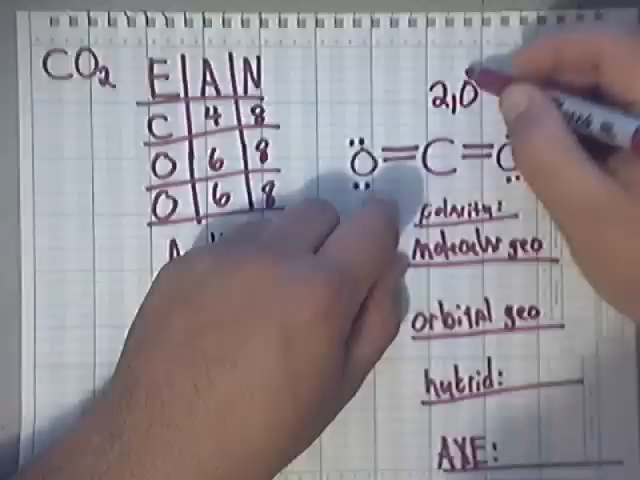 CO2
E A N
C 4 8
O 6 8
O 6 8
2,0
O=C=O
polarity:
molecular geo
orbital geo
hybrid:
AXE: